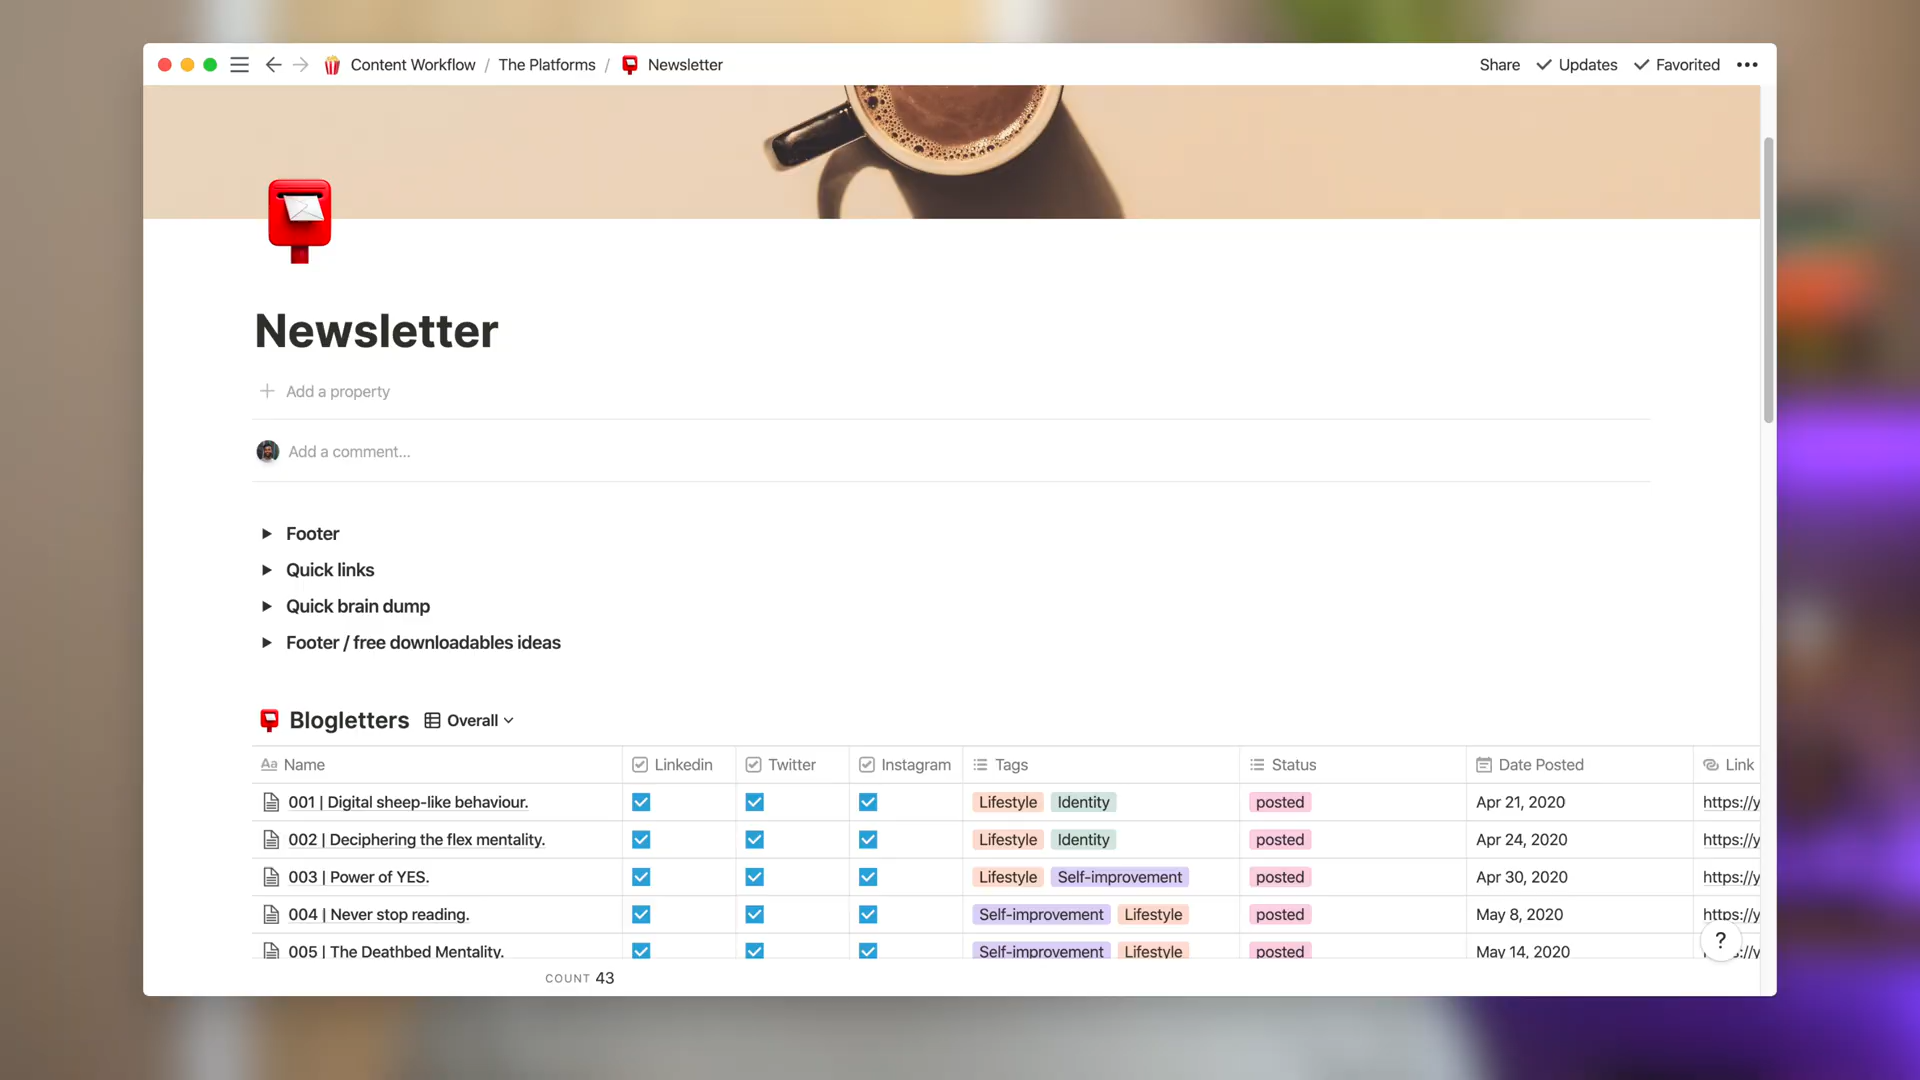 Content Workflow / The Platforms / Newsletter Share Updates Favorited
Newsletter
Add a property
Add a comment...
Footer
Quick links
Quick brain dump
Footer / free downloadables ideas
Blogletters Overall
Aa Name Linkedin Twitter Instagram Tags Status Date Posted Link
001 | Digital sheep-like behaviour. Lifestyle Identity posted Apr 21, 2020 https://y
002 | Deciphering the flex mentality. Lifestyle Identity posted Apr 24, 2020 https://y
003 | Power of YES. Lifestyle Self-improvement posted Apr 30, 2020 https://y
004 | Never stop reading. Self-improvement Lifestyle posted May 8, 2020 https://y
005 | The Deathbed Mentality. Self-improvement Lifestyle posted May 14, 2020
?
COUNT 43